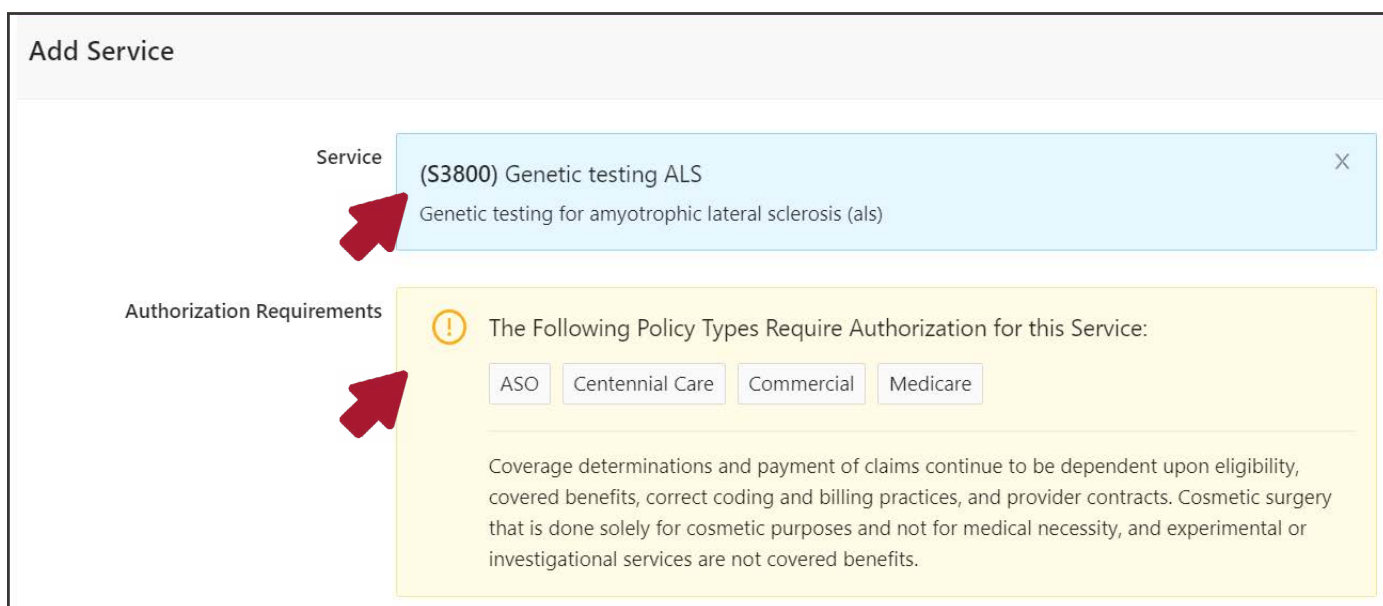 Add Service
Service
(S3800) Genetic testing ALS
X
Genetic testing for amyotrophic lateral sclerosis (als)
Authorization Requirements
! The Following Policy Types Require Authorization for this Service:
ASO Centennial Care Commercial Medicare
Coverage determinations and payment of claims continue to be dependent upon eligibility,
covered benefits, correct coding and billing practices, and provider contracts. Cosmetic surgery
that is done solely for cosmetic purposes and not for medical necessity, and experimental or
investigational services are not covered benefits.